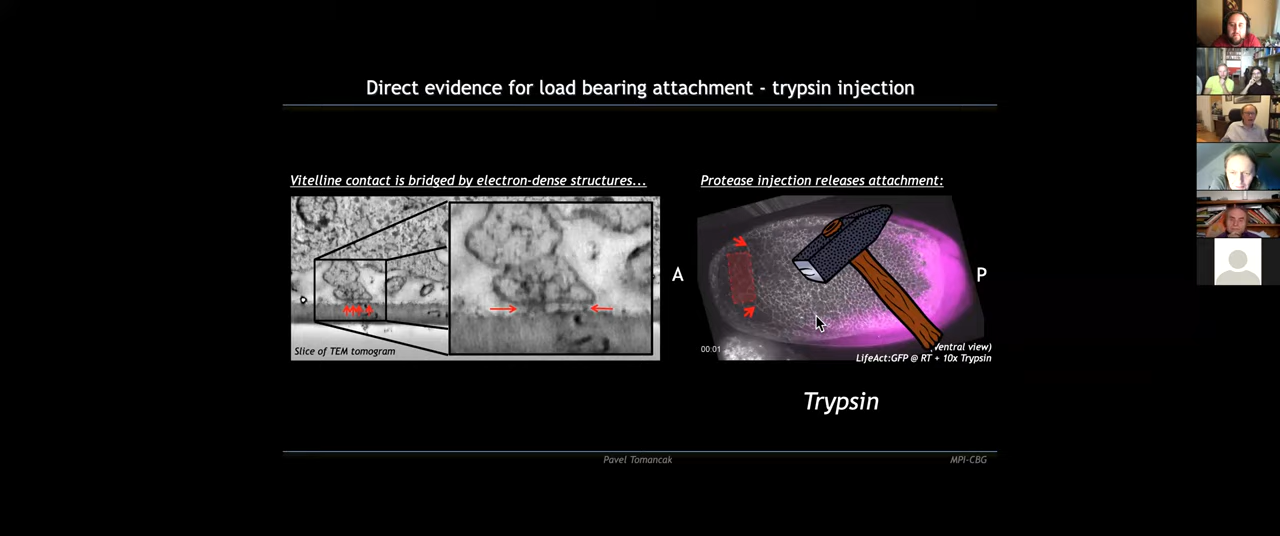 Direct evidence for load bearing attachment - trypsin injection
Vitelline contact is bridged by electron-dense structures...
Protease injection releases attachment:
A
P
Slice of TEM tomogram
00:01
Ventral view)
LifeAct:GFP @ RT + 10x Trypsin
Trypsin
Pavel Tomancak
MPI-CBG